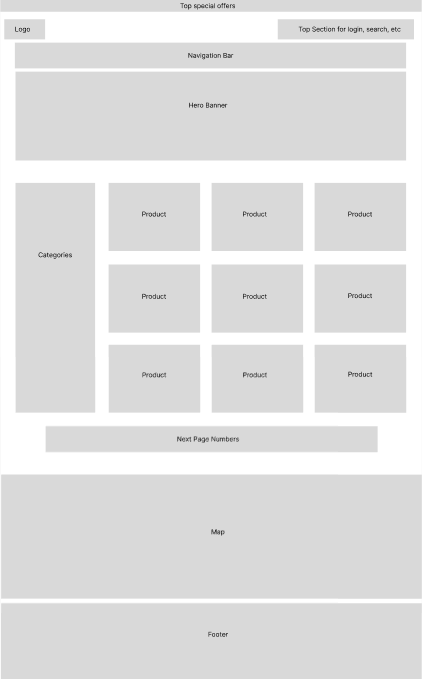 Top special offers
Logo
Top Section for login, search, etc
Navigation Bar
Hero Banner
Categories
Product
Product
Product
Product
Product
Product
Product
Product
Product
Next Page Numbers
Map
Footer